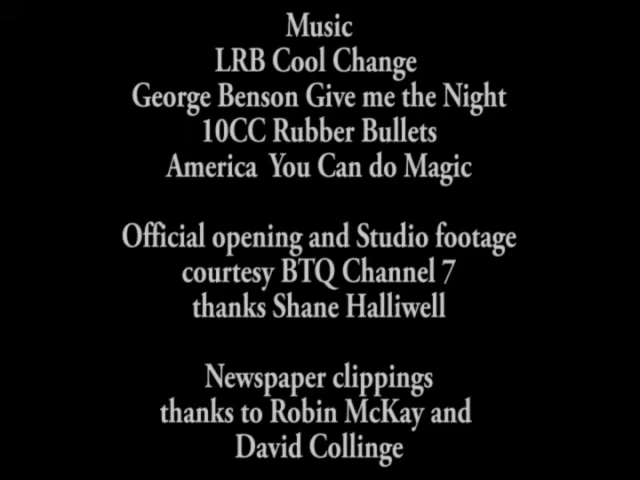 Music
LRB Cool Change
George Benson Give me the Night
10CC Rubber Bullets
America You Can do Magic
Official opening and Studio footage
courtesy BTQ Channel 7
thanks Shane Halliwell
Newspaper clippings
thanks to Robin McKay and
David Collinge